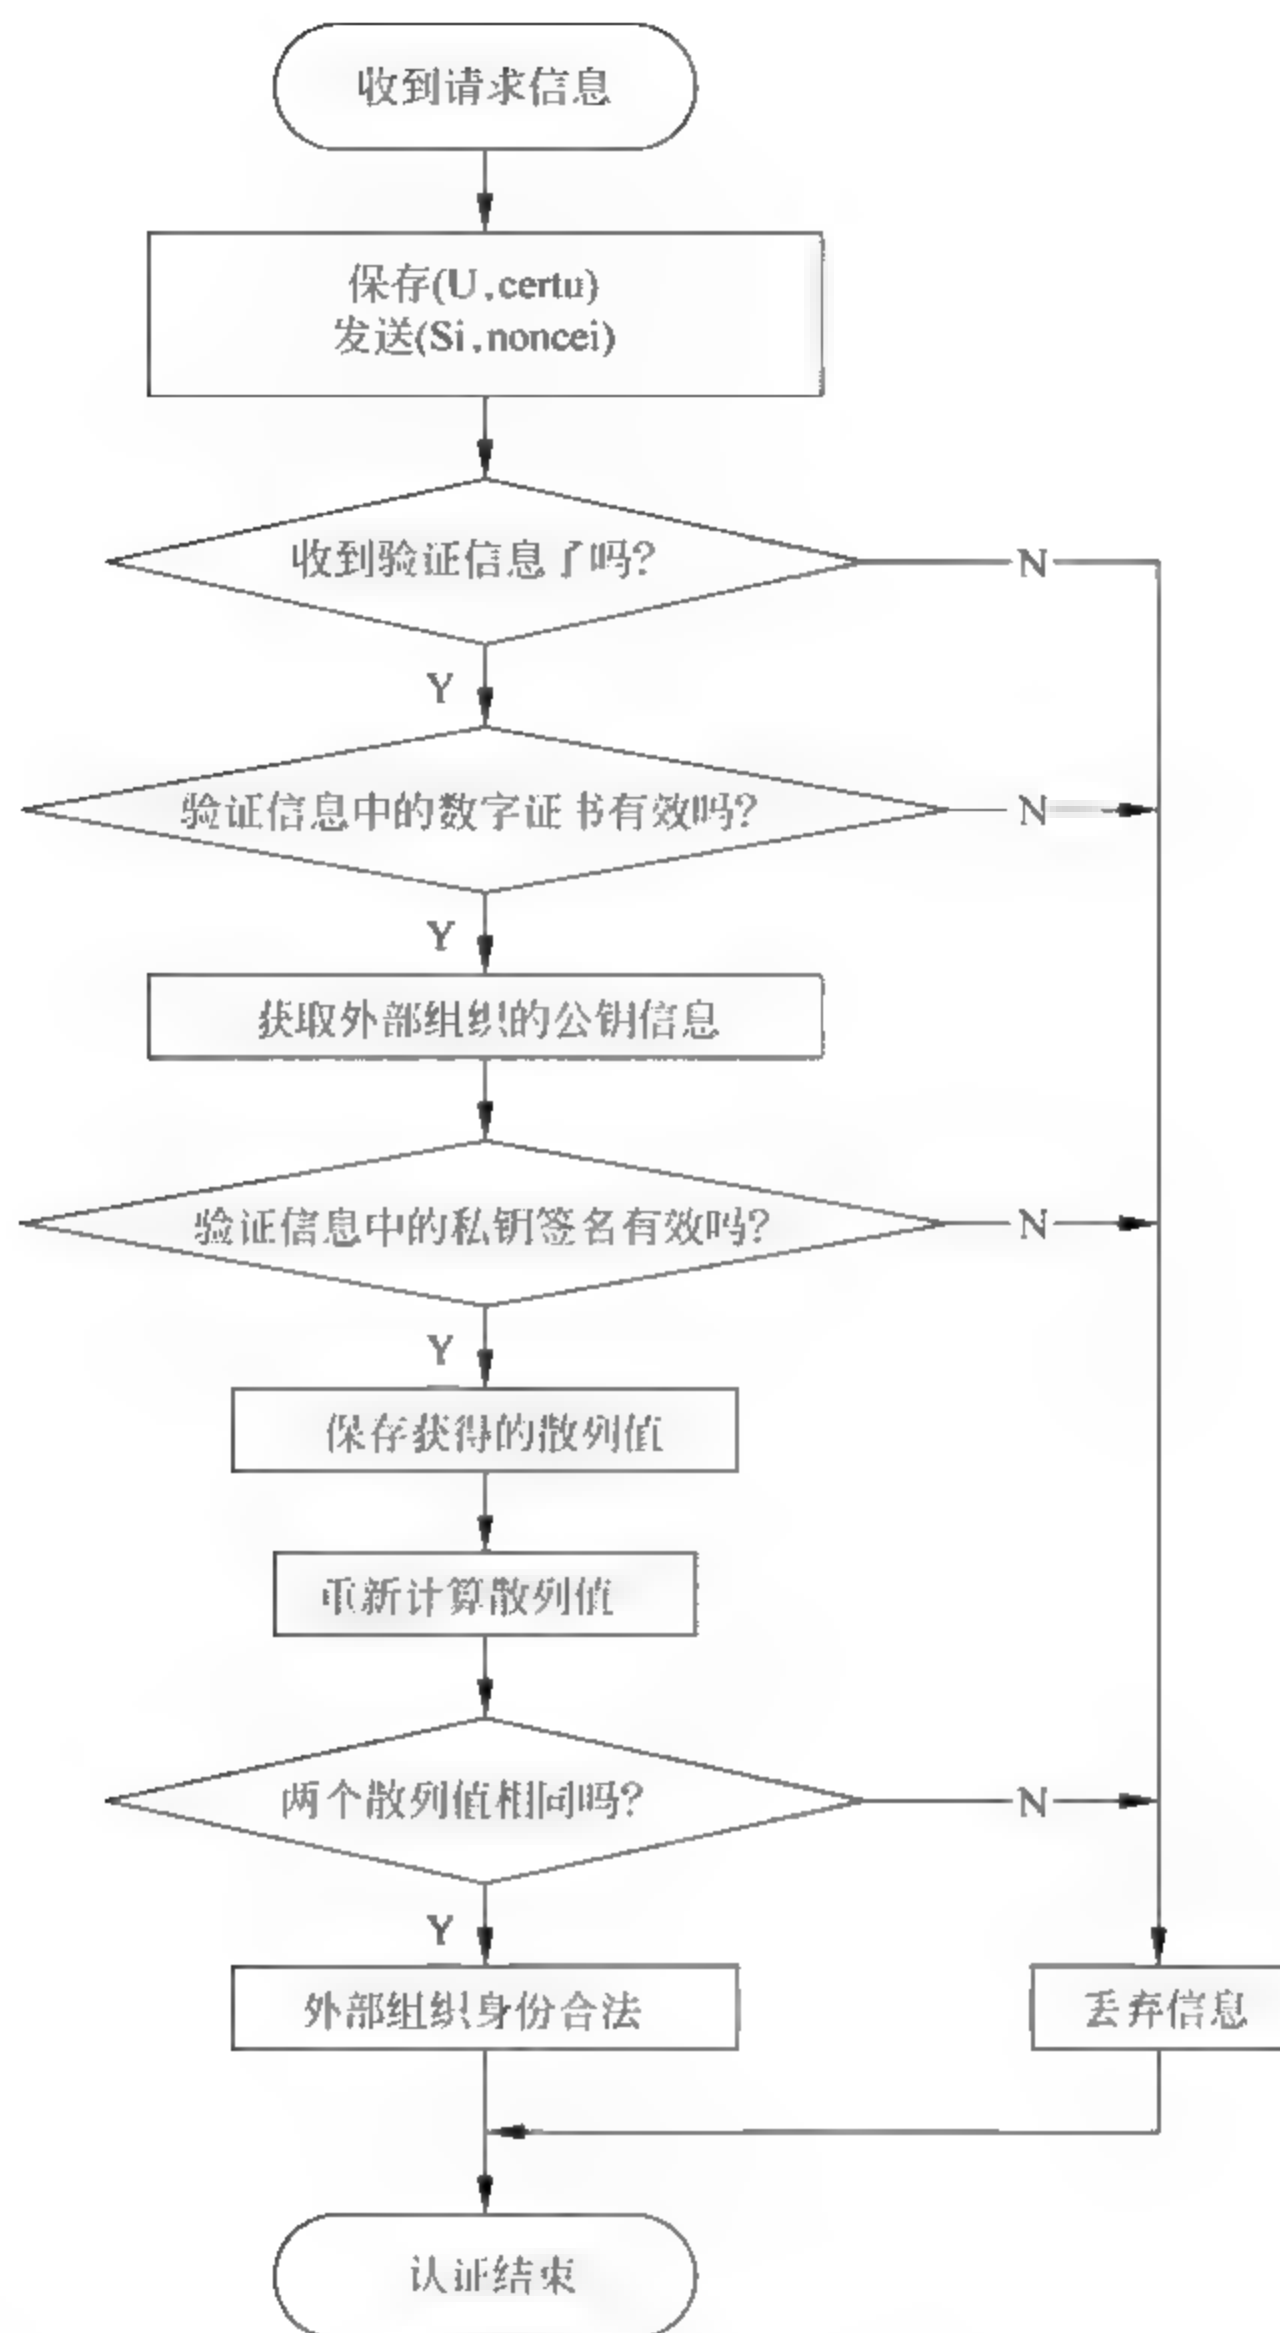 收到请求信息
保存(U,certu)
发送(Si,noncei)
收到验证信息了吗?
N
Y
验证信息中的数字证书有效吗?
N
Y
获取外部组织的公钥信息
验证信息中的私钥签名有效吗?
N
Y
保存获得的散列值
重新计算散列值
两个散列值相同吗?
N
Y
外部组织身份合法
丢弃信息
认证结束